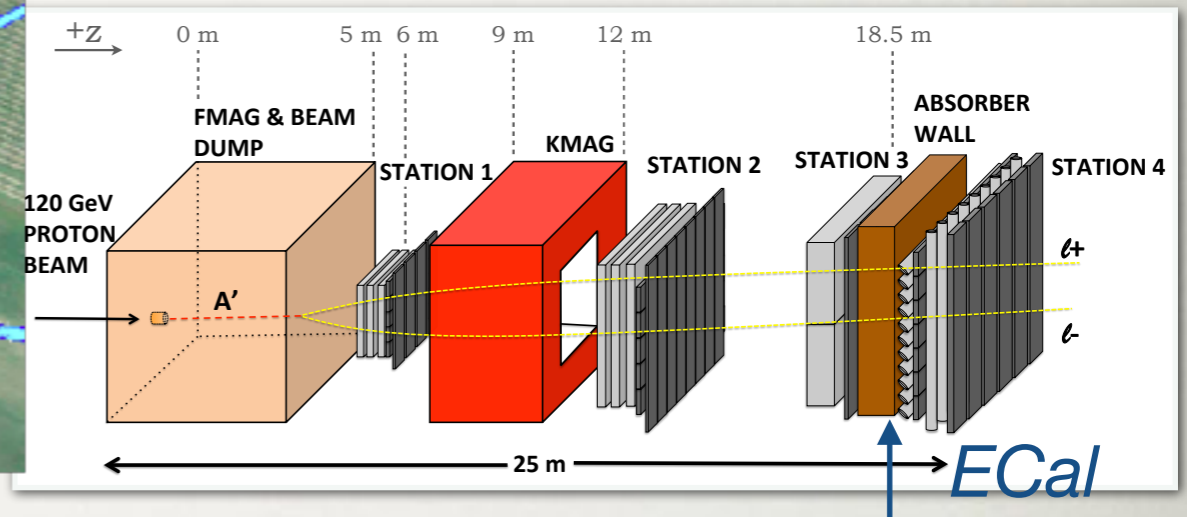 +z 0 m 5 m 6 m 9 m 12 m 18.5 m
FMAG & BEAM
DUMP
STATION 1
KMAG
STATION 2
STATION 3
ABSORBER
WALL
STATION 4
120 GeV
PROTON
BEAM
A'
ℓ+
ℓ-
25 m
ECal